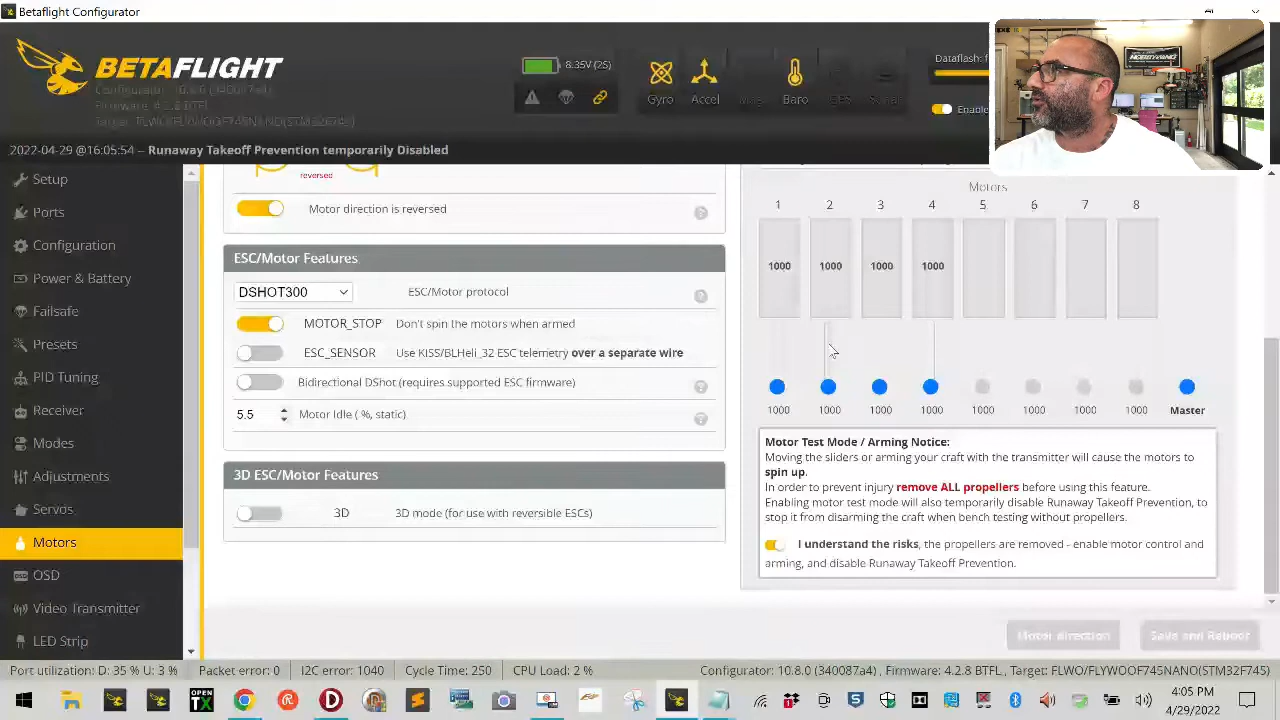 Betaflight Configurator
BETAFLIGHT
8.35V (2S)
Dataflash:
Gyro
Accel
Baro
Enable
Target: FLWO/FLYWOOF745NANO(STM32F745)
2022-04-29 @16:05:54 -- Runaway Takeoff Prevention temporarily Disabled
Setup
Ports
Configuration
Power & Battery
Failsafe
Presets
PID Tuning
Receiver
Modes
Adjustments
Servos
Motors
OSD
Video Transmitter
LED Strip
reversed
Motor direction is reversed
ESC/Motor Features
DSHOT300 ESC/Motor protocol
MOTOR_STOP Don't spin the motors when armed
ESC_SENSOR Use KISS/BLHeli_32 ESC telemetry over a separate wire
Bidirectional DShot (requires supported ESC firmware)
5.5 Motor Idle ( %, static)
3D ESC/Motor Features
3D 3D mode (for use with reversible ESCs)
Motors
1 2 3 4 5 6 7 8
1000 1000 1000 1000
1000 1000 1000 1000 1000 1000 1000 1000 Master
Motor Test Mode / Arming Notice:
Moving the sliders or arming your craft with the transmitter will cause the motors to
spin up.
In order to prevent injury remove ALL propellers before using this feature.
Enabling motor test mode will also temporarily disable Runaway Takeoff Prevention, to
stop it from disarming the craft when bench testing without propellers.
I understand the risks, the propellers are removed - enable motor control and
arming, and disable Runaway Takeoff Prevention.
Motor direction
Save and Reboot
Port utilization: D: 35 % U: 3 % Packet error: 0 I2C error: 1040 Cycle Time: 250 CPU Load: 2 % Configurator: 10.8.0 (340087a4) , Firmware: 4.2.8 BTFL , Target: FLWO/FLYWOOF745NANO(STM32F745)
OPEN
TX
4:05 PM
4/29/2022